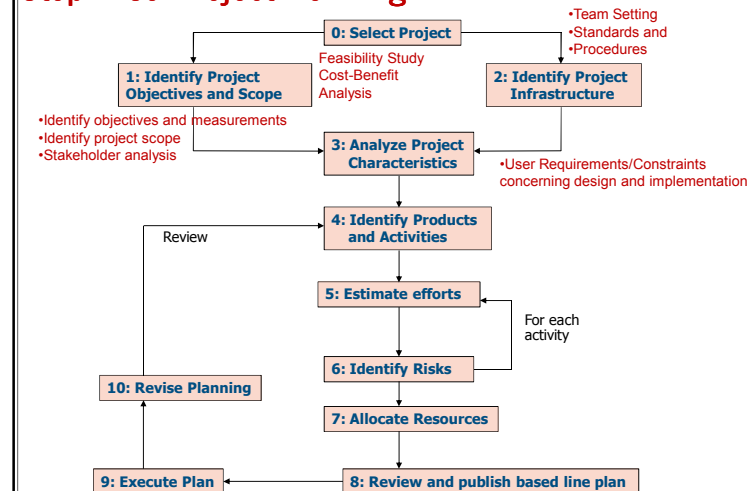 0: Select Project
•Team Setting
•Standards and
•Procedures
Feasibility Study
Cost-Benefit
Analysis
1: Identify Project
Objectives and Scope
2: Identify Project
Infrastructure
•Identify objectives and measurements
•Identify project scope
•Stakeholder analysis
3: Analyze Project
Characteristics
•User Requirements/Constraints
concerning design and implementation
4: Identify Products
and Activities
Review
5: Estimate efforts
For each
activity
6: Identify Risks
10: Revise Planning
7: Allocate Resources
9: Execute Plan
8: Review and publish based line plan